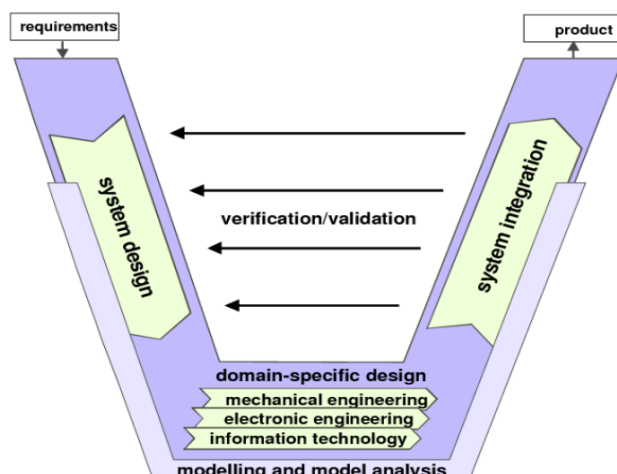 requirements
product
system design
system integration
verification/validation
domain-specific design
mechanical engineering
electronic engineering
information technology
modelling and model analysis